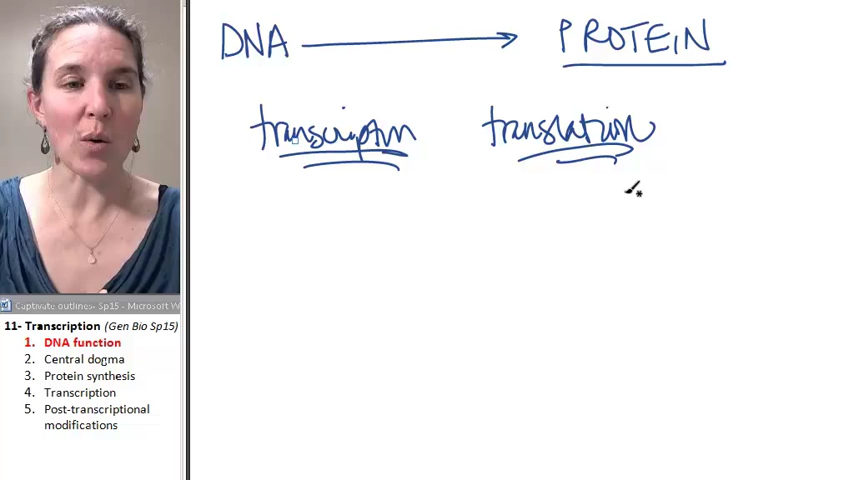 DNA → PROTEIN
transcription translation
Captivate outlines- Sp15 - Microsoft W
11- Transcription (Gen Bio Sp15)
1. DNA function
2. Central dogma
3. Protein synthesis
4. Transcription
5. Post-transcriptional
modifications